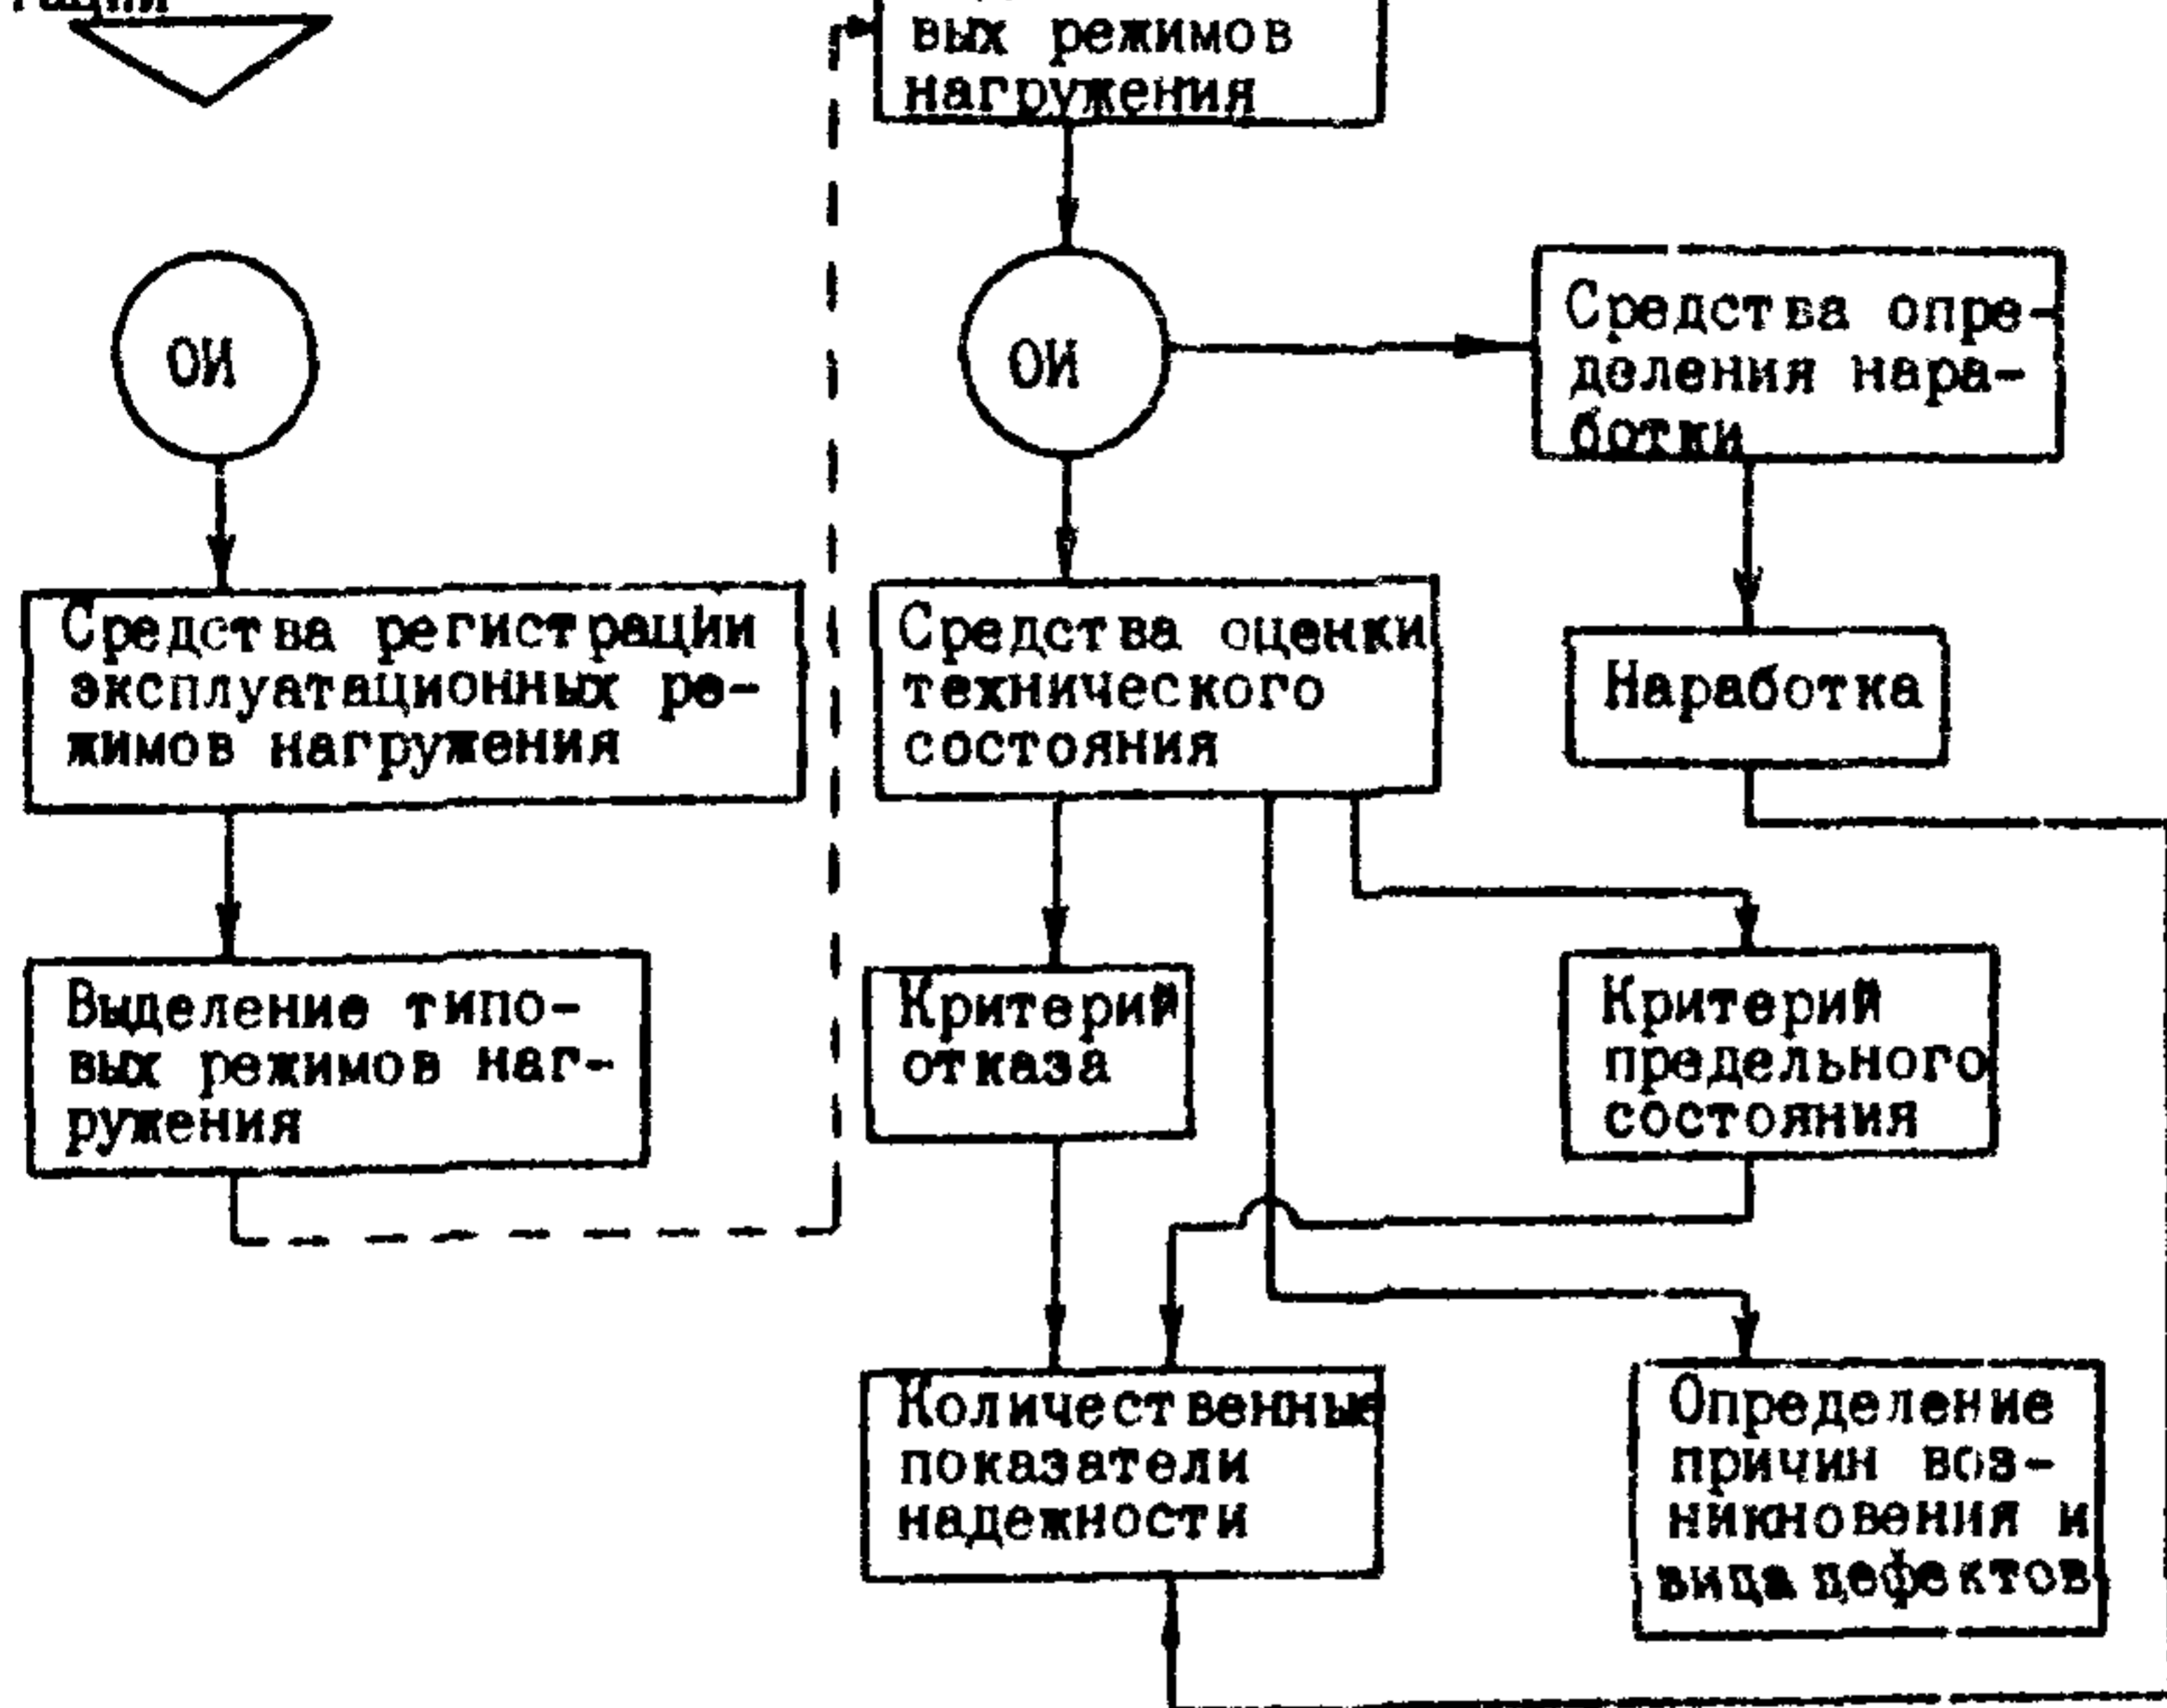 вых режимов
нагружения
ОИ
ОИ
Средства опре-
деления нара-
ботки
Средства регистрации
эксплуатационных ре-
жимов нагружения
Средства оценки
технического
состояния
Наработка
Выделение типо-
вых режимов наг-
ружения
Критерий
отказа
Критерий
предельного
состояния
Количественные
показатели
надежности
Определение
причин воз-
никновения и
вида дефектов